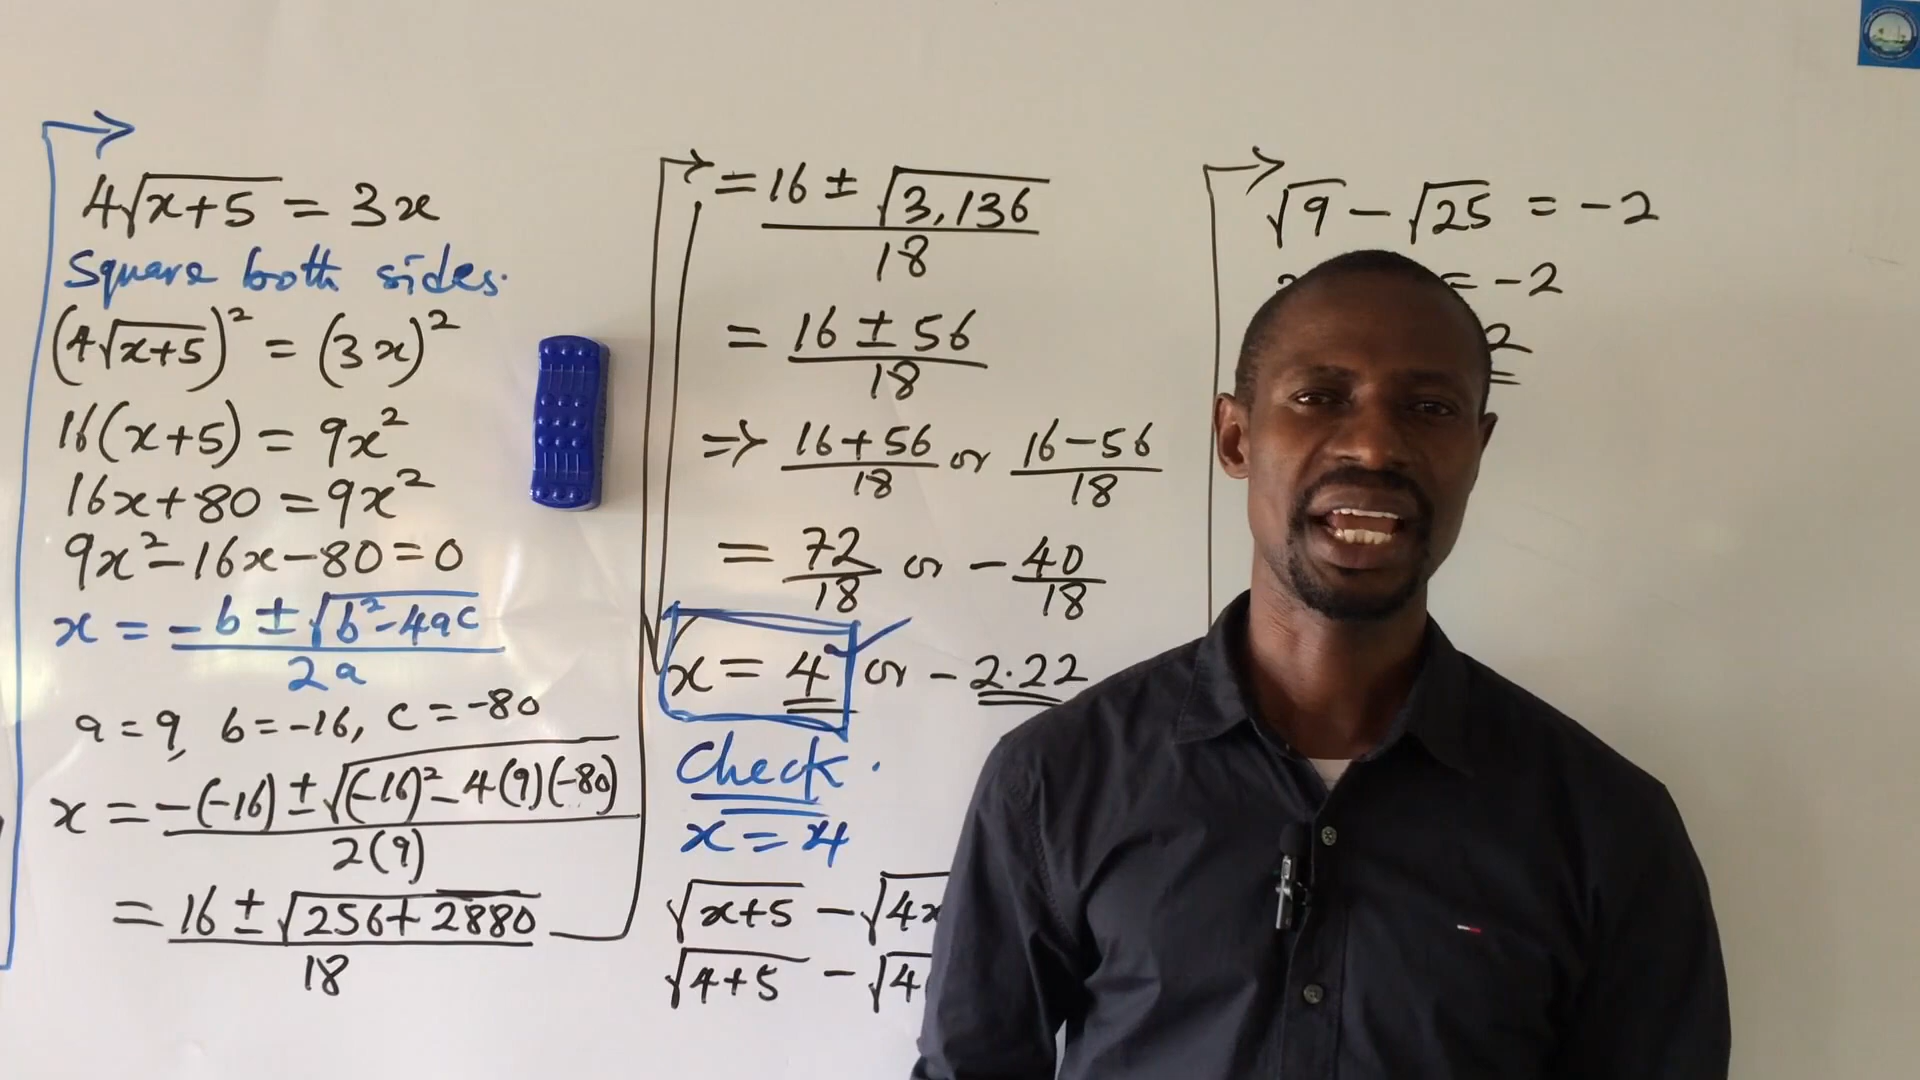 4√(x+5) = 3x
Square both sides.
(4√(x+5))² = (3x)²
16(x+5) = 9x²
16x+80 = 9x²
9x²-16x-80=0
x = (-b ± √(b²-4ac))/2a
a=9, b=-16, c=-80
x = (-(-16) ± √((-16)²-4(9)(-80)))/2(9)
= (16 ± √(256+2880))/18
= (16 ± √3,136)/18
= (16 ± 56)/18
=> (16+56)/18 or (16-56)/18
= 72/18 or -40/18
x = 4 or -2.22
Check.
x = 4
√(x+5) - √4x
√(4+5) - √4
√9 - √25 = -2
= -2
2